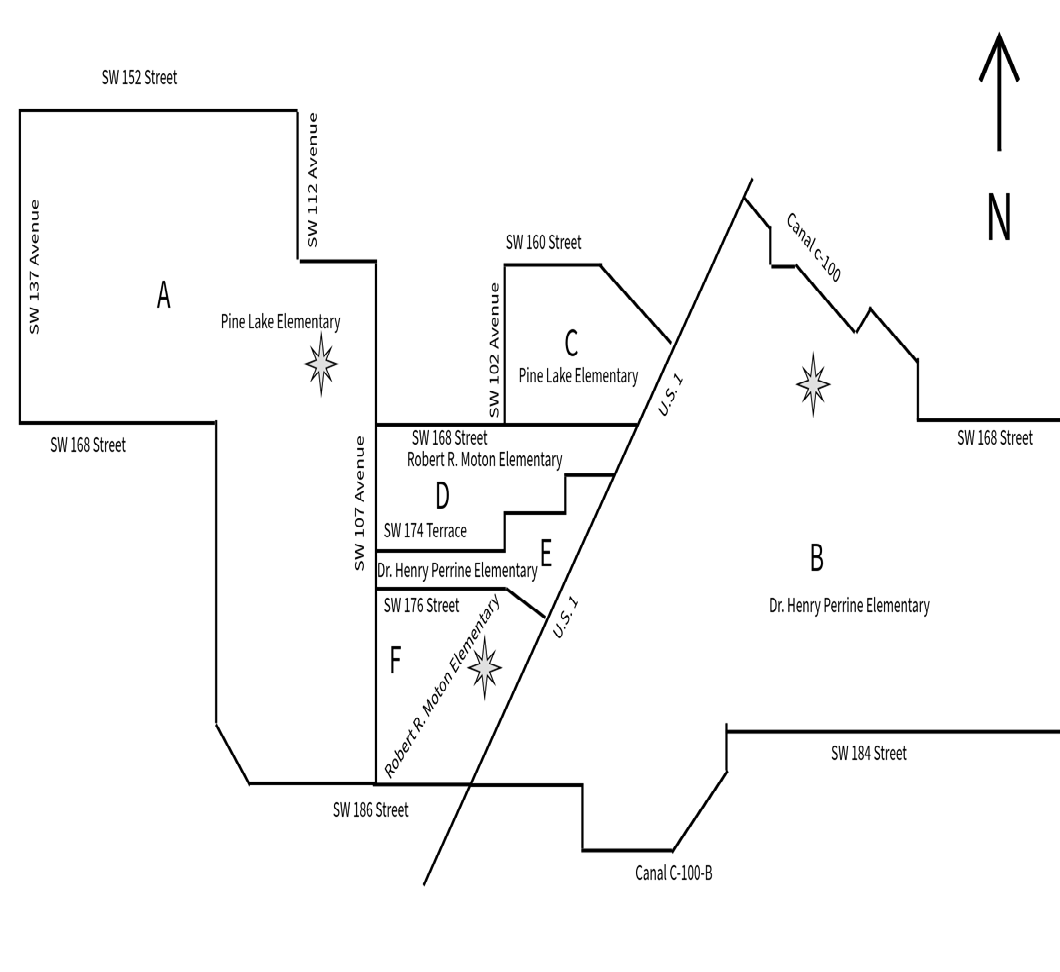 SW 152 Street
SW 112 Avenue
SW 137 Avenue
N
Canal c-100
SW 160 Street
A
Pine Lake Elementary
SW 102 Avenue
C
Pine Lake Elementary
U.S. 1
SW 168 Street
SW 168 Street
SW 168 Street
Robert R. Moton Elementary
D
SW 107 Avenue
SW 174 Terrace
E
B
Dr. Henry Perrine Elementary
SW 176 Street
U.S. 1
Dr. Henry Perrine Elementary
F
Robert R. Moton Elementary
SW 184 Street
SW 186 Street
Canal C-100-B